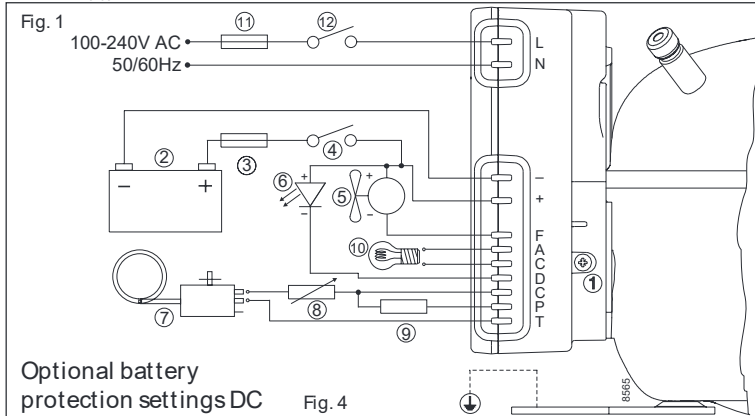 Fig. 1
⑪ ⑫
100-240V AC
L
50/60Hz
N
② ③ ④
– +
⑥ + ⑤ + –
–
+
–
F
⑩ A
C
D
C
① 
⑦ ⑧ P
⑨ T
Optional battery
protection settings DC
Fig. 4
8565